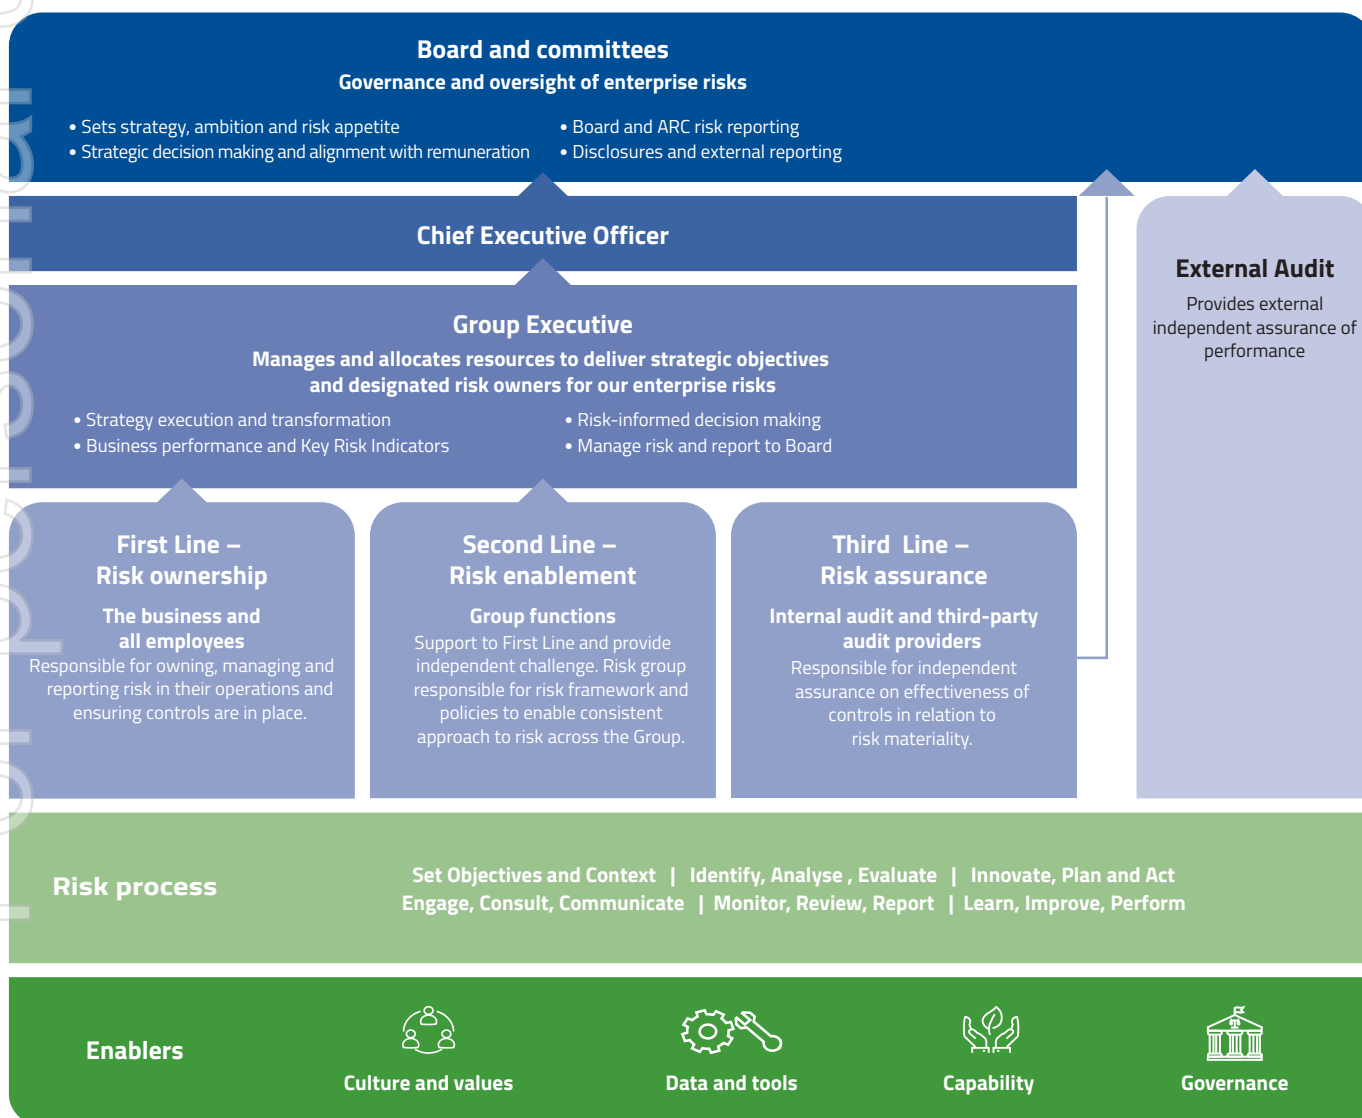 Board and committees
Governance and oversight of enterprise risks
• Sets strategy, ambition and risk appetite
• Strategic decision making and alignment with remuneration
• Board and ARC risk reporting
• Disclosures and external reporting
Chief Executive Officer
Group Executive
Manages and allocates resources to deliver strategic objectives
and designated risk owners for our enterprise risks
• Strategy execution and transformation
• Business performance and Key Risk Indicators
• Risk-informed decision making
• Manage risk and report to Board
External Audit
Provides external
independent assurance of
performance
First Line –
Risk ownership
The business and
all employees
Responsible for owning, managing and
reporting risk in their operations and
ensuring controls are in place.
Second Line –
Risk enablement
Group functions
Support to First Line and provide
independent challenge. Risk group
responsible for risk framework and
policies to enable consistent
approach to risk across the Group.
Third Line –
Risk assurance
Internal audit and third-party
audit providers
Responsible for independent
assurance on effectiveness of
controls in relation to
risk materiality.
Risk process
Set Objectives and Context | Identify, Analyse , Evaluate | Innovate, Plan and Act
Engage, Consult, Communicate | Monitor, Review, Report | Learn, Improve, Perform
Enablers
Culture and values
Data and tools
Capability
Governance